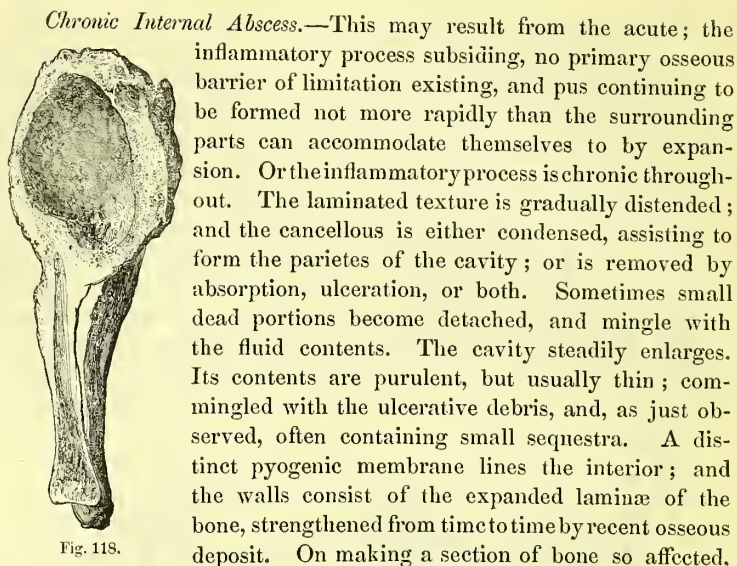 Chronic Internal Abscess.—This may result from the acute; the
inflammatory process subsiding, no primary osseous
barrier of limitation existing, and pus continuing to
be formed not more rapidly than the surrounding
parts can accommodate themselves to by expan-
sion. Or the inflammatory process is chronic through-
out. The laminated texture is gradually distended;
and the cancellous is either condensed, assisting to
form the parietes of the cavity; or is removed by
absorption, ulceration, or both. Sometimes small
dead portions become detached, and mingle with
the fluid contents. The cavity steadily enlarges.
Its contents are purulent, but usually thin; com-
mingled with the ulcerative debris, and, as just ob-
served, often containing small sequestra. A dis-
tinct pyogenic membrane lines the interior; and
the walls consist of the expanded laminæ of the
bone, strengthened from time to time by recent osseous
deposit. On making a section of bone so affected,
Fig. 118.